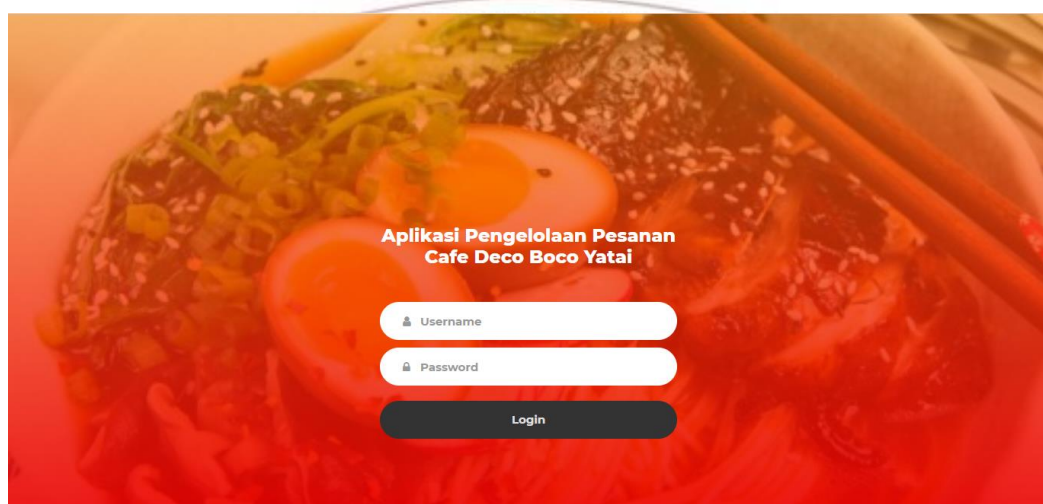 Aplikasi Pengelolaan Pesanan
Cafe Deco Boco Yatai
Username
Password
Login